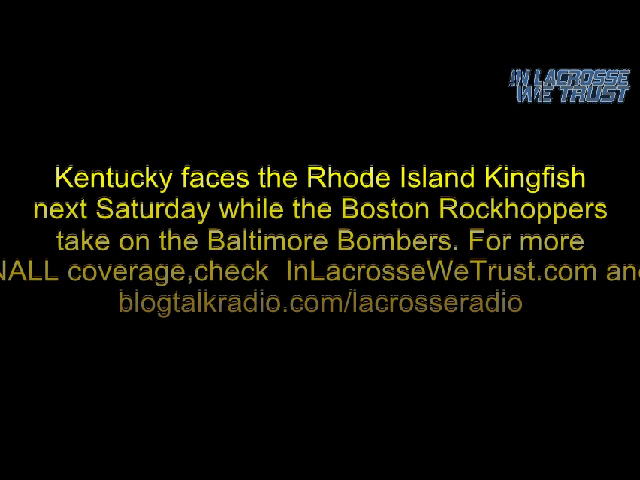 IN LACROSSE
WE TRUST
Kentucky faces the Rhode Island Kingfish
next Saturday while the Boston Rockhoppers
take on the Baltimore Bombers. For more
NALL coverage,check  InLacrosseWeTrust.com and
blogtalkradio.com/lacrosseradio